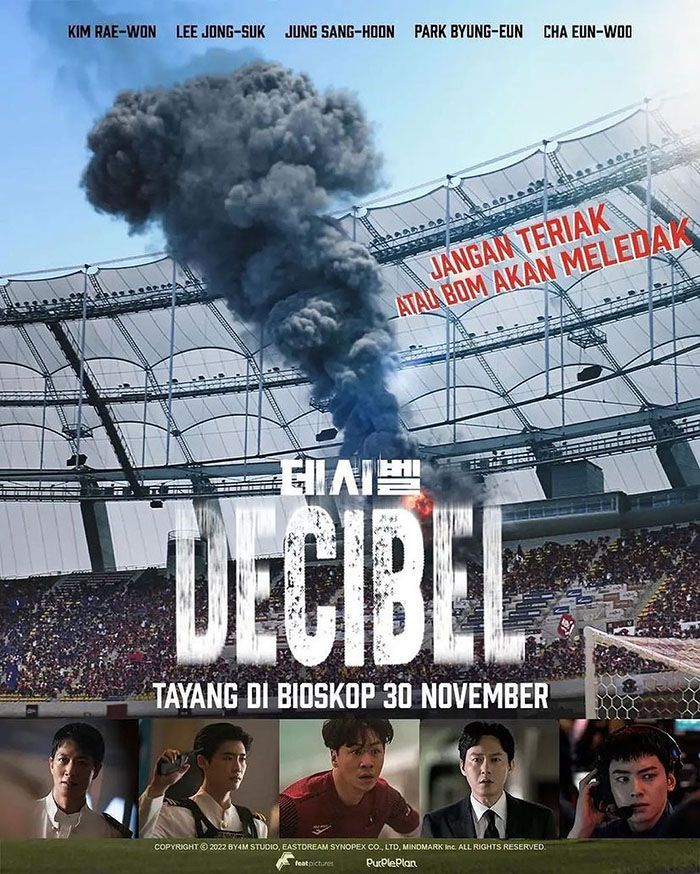 KIM RAE-WON LEE JONG-SUK JUNG SANG-HOON PARK BYUNG-EUN CHA EUN-WOO
JANGAN TERIAK
ATAU BOM AKAN MELEDAK
데시벨
DECIBEL
TAYANG DI BIOSKOP 30 NOVEMBER
COPYRIGHT © 2022 BY4M STUDIO, EASTDREAM SYNOPEX CO., LTD, MINDMARK Inc. ALL RIGHTS RESERVED.
featpictures PurplePlan